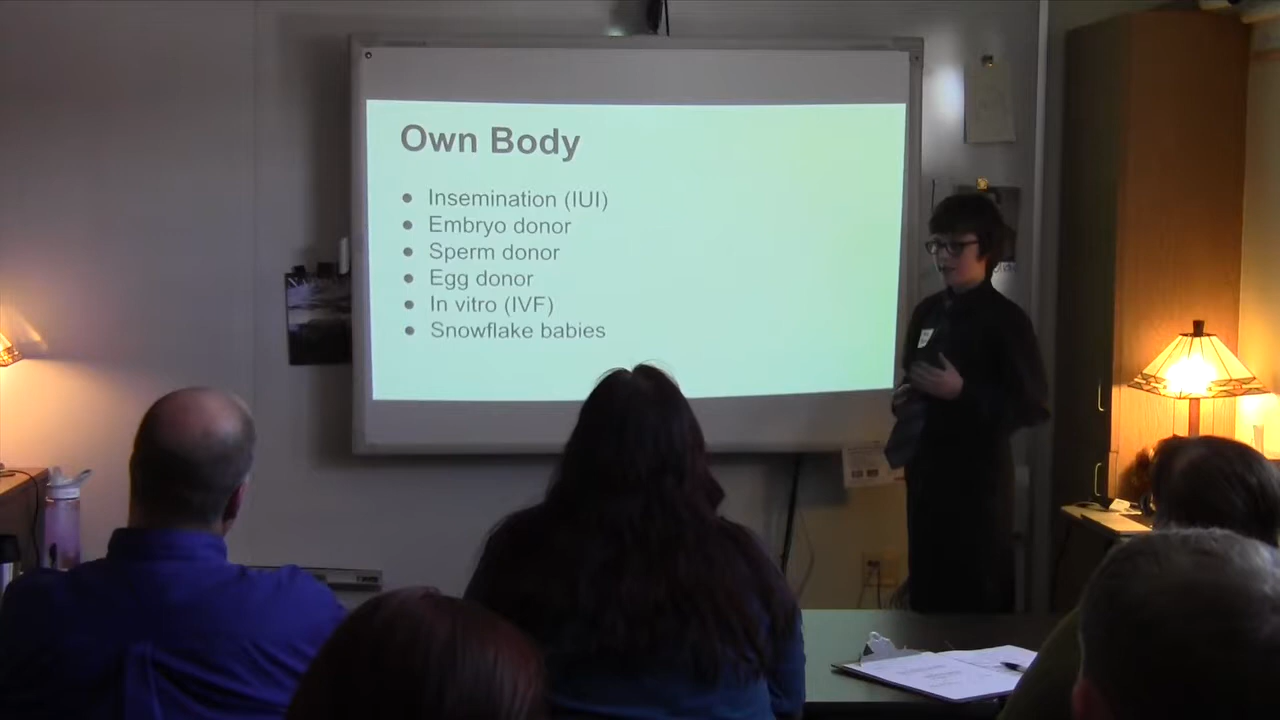 Own Body
Insemination (IUI)
Embryo donor
Sperm donor
Egg donor
In vitro (IVF)
Snowflake babies